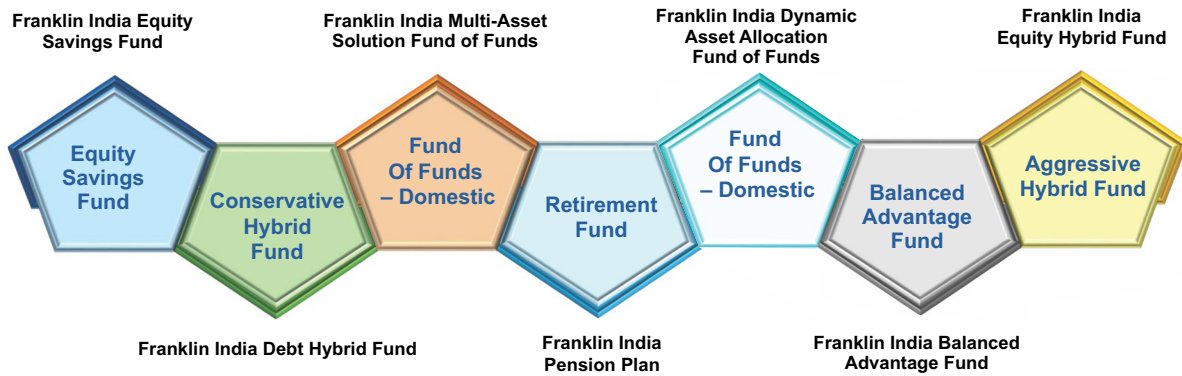 Franklin India Equity
Savings Fund
Franklin India Multi-Asset
Solution Fund of Funds
Franklin India Dynamic
Asset Allocation
Fund of Funds
Franklin India
Equity Hybrid Fund
Equity
Savings
Fund
Conservative
Hybrid
Fund
Fund
Of Funds
– Domestic
Retirement
Fund
Fund
Of Funds
– Domestic
Balanced
Advantage
Fund
Aggressive
Hybrid Fund
Franklin India Debt Hybrid Fund
Franklin India
Pension Plan
Franklin India Balanced
Advantage Fund